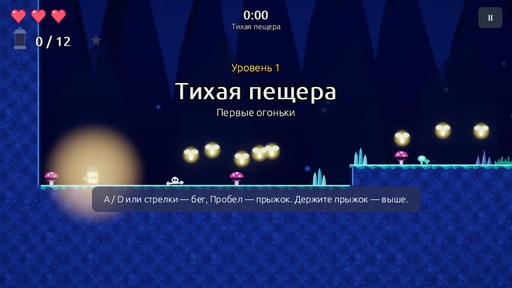 0:00
Тихая пещера
0 / 12
Уровень 1
Тихая пещера
Первые огоньки
A / D или стрелки — бег, Пробел — прыжок. Держите прыжок — выше.